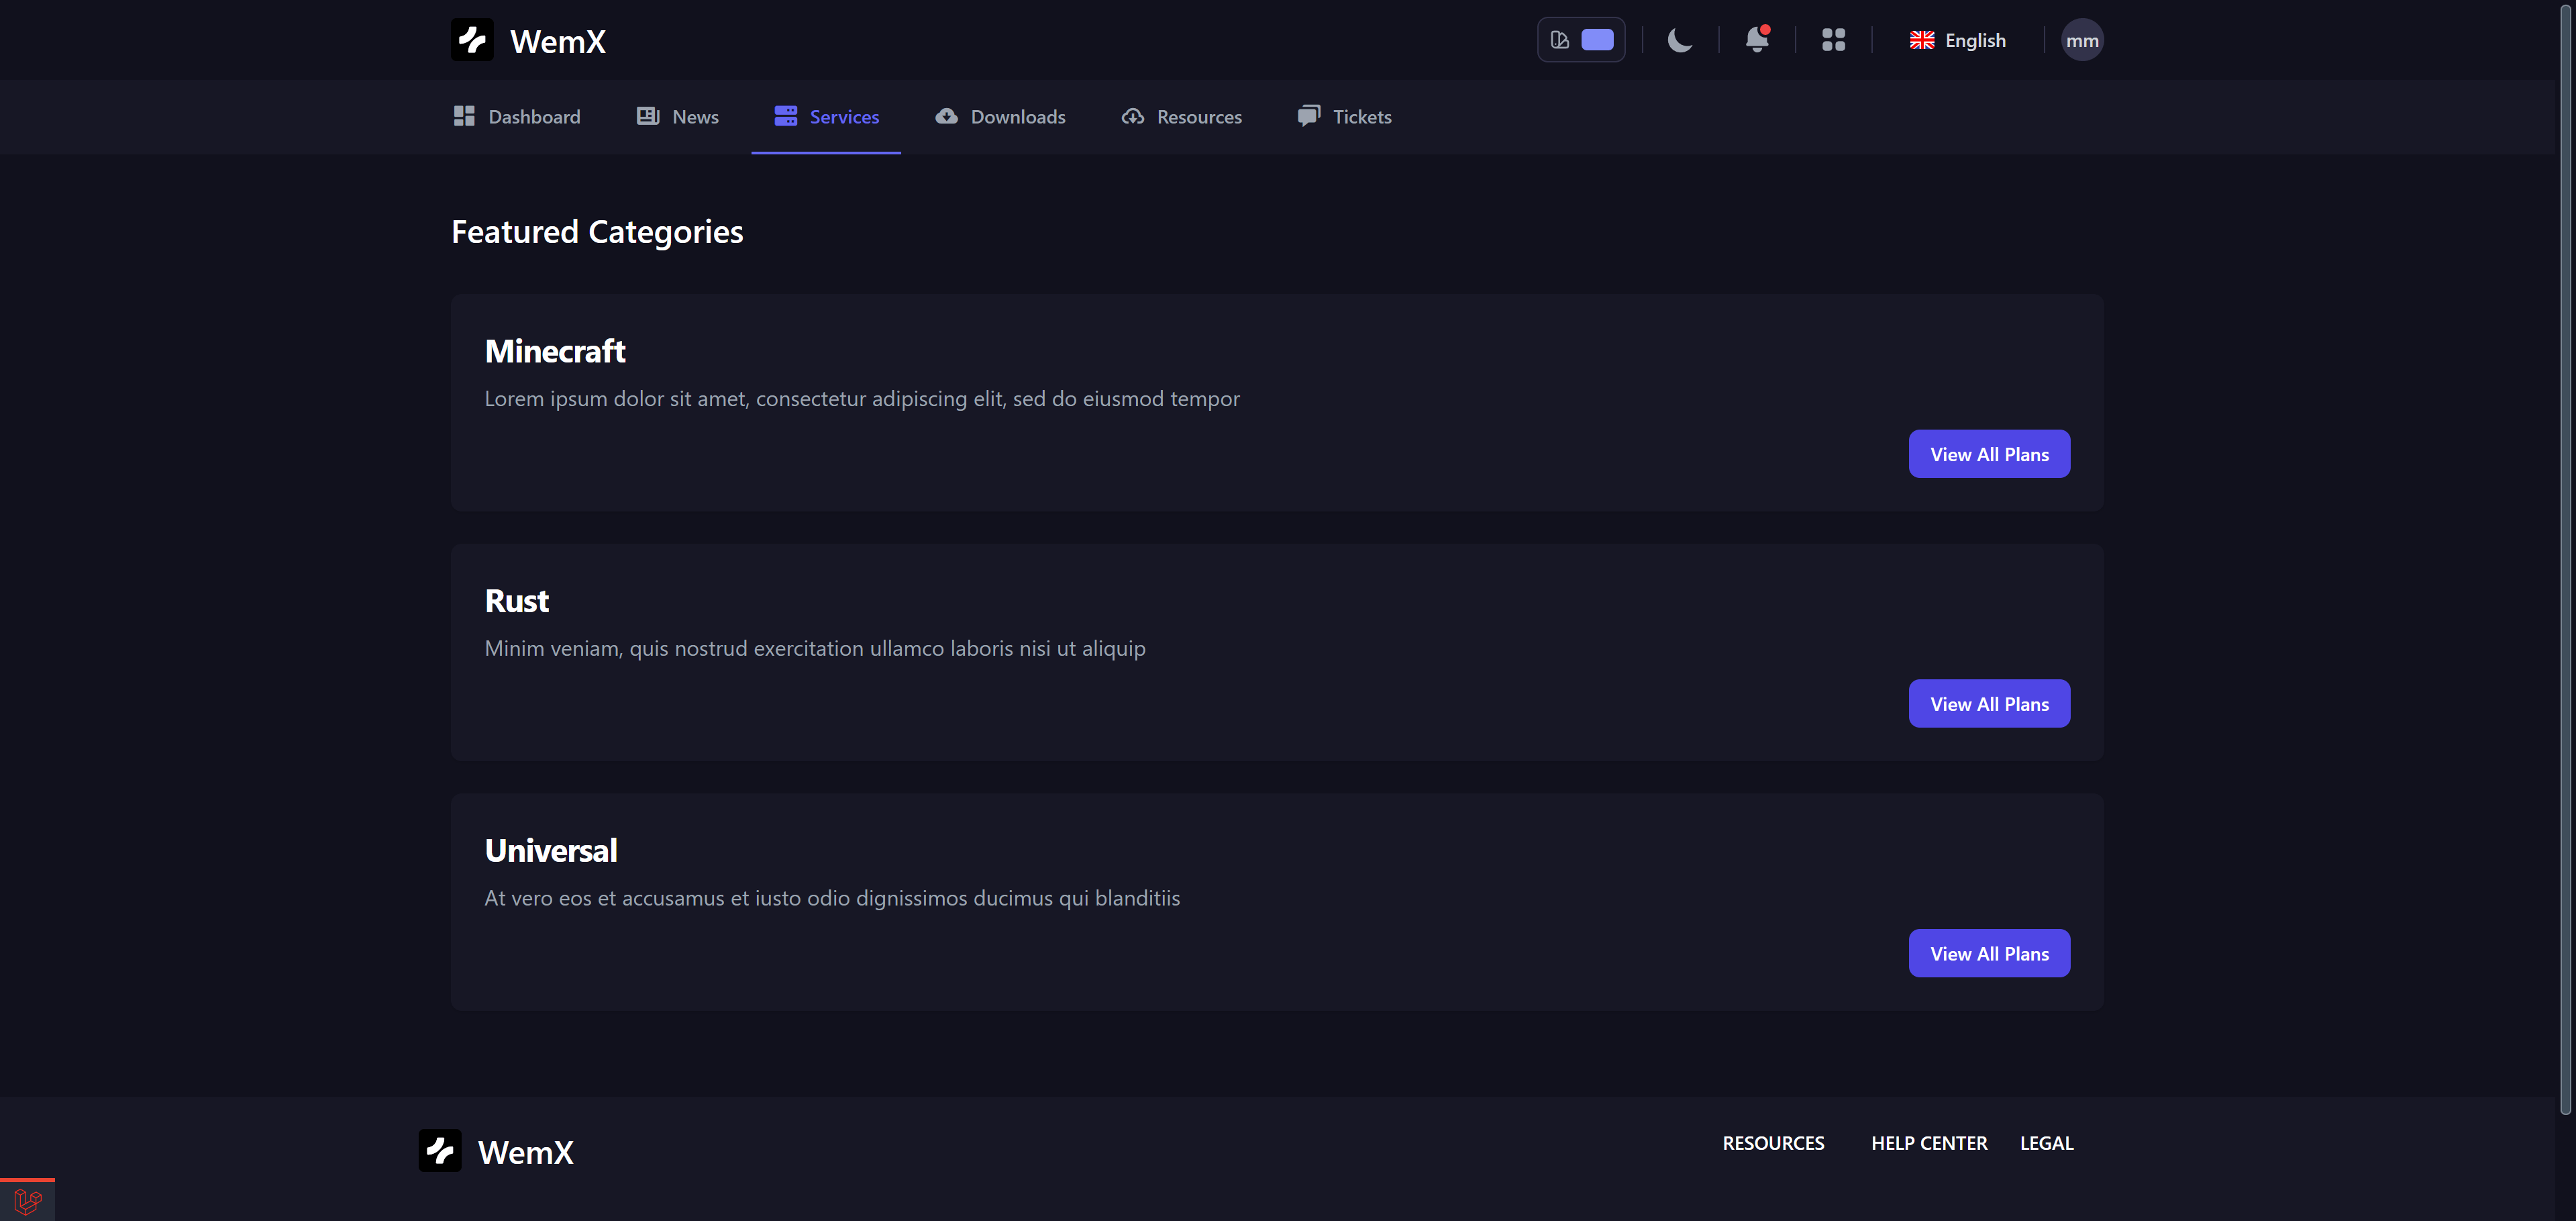 WemX
English
mm
Dashboard
News
Services
Downloads
Resources
Tickets
Featured Categories
Minecraft
Lorem ipsum dolor sit amet, consectetur adipiscing elit, sed do eiusmod tempor
View All Plans
Rust
Minim veniam, quis nostrud exercitation ullamco laboris nisi ut aliquip
View All Plans
Universal
At vero eos et accusamus et iusto odio dignissimos ducimus qui blanditiis
View All Plans
WemX
RESOURCES
HELP CENTER
LEGAL